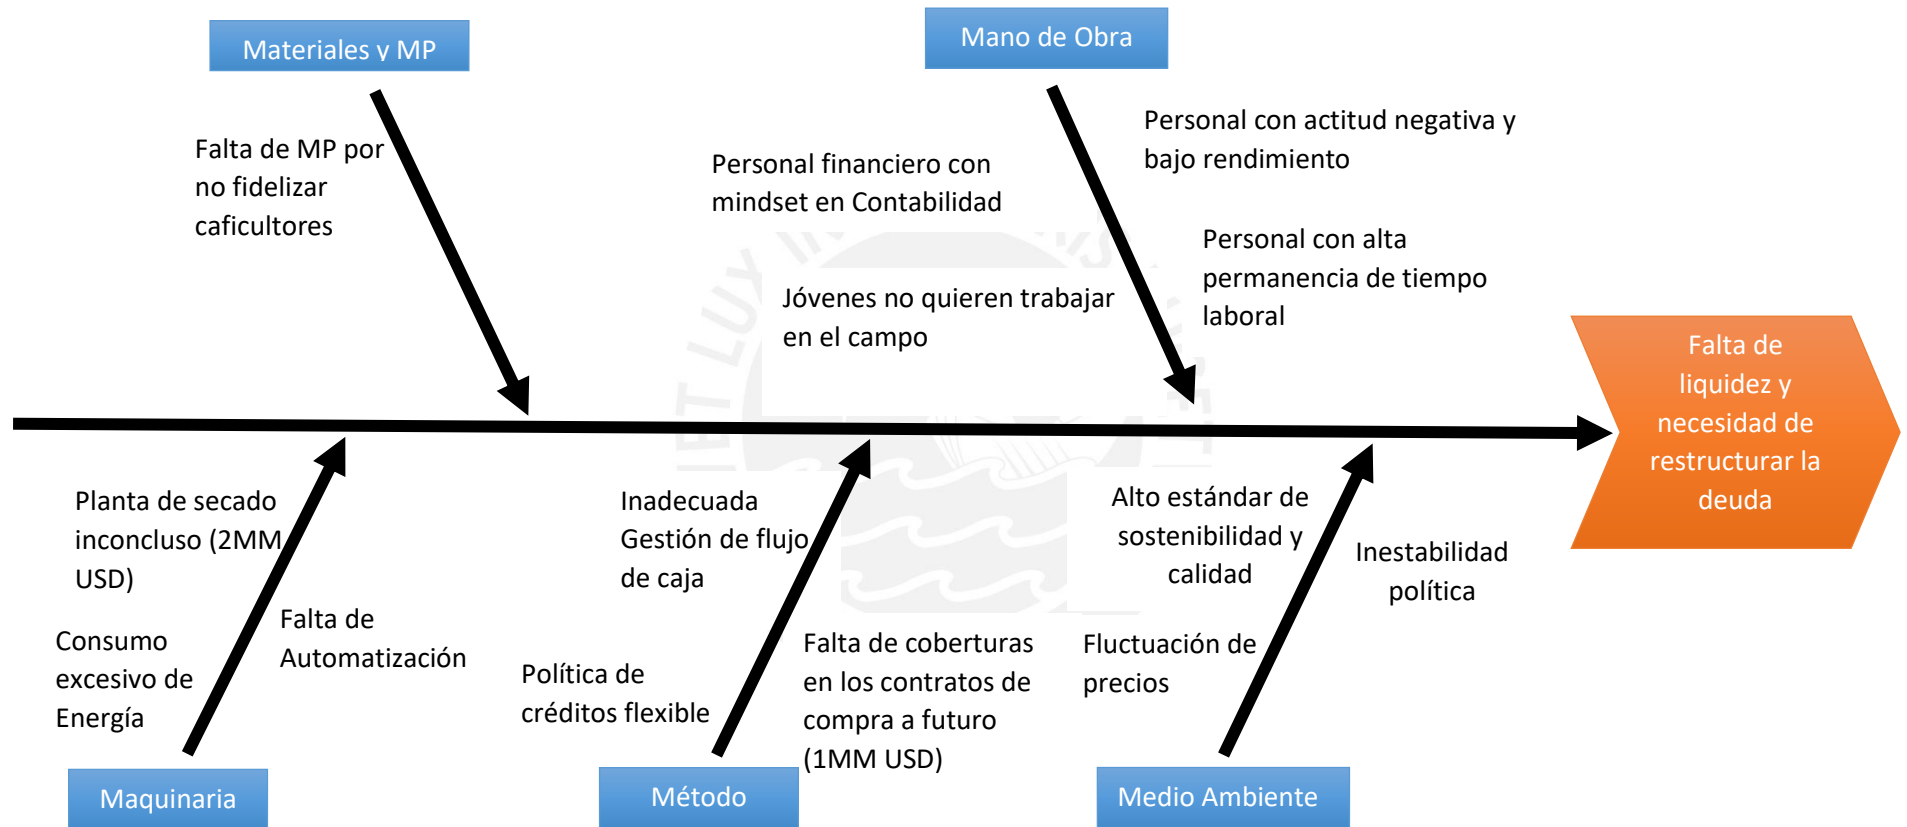 Materiales y MP
Mano de Obra
Falta de MP por
no fidelizar
caficultores
Personal financiero con
mindset en Contabilidad
Jóvenes no quieren trabajar
en el campo
Personal con actitud negativa y
bajo rendimiento
Personal con alta
permanencia de tiempo
laboral
Falta de
liquidez y
necesidad de
restructurar la
deuda
Planta de secado
inconcluso (2MM
USD)
Consumo
excesivo de
Energía
Falta de
Automatización
Inadecuada
Gestión de flujo
de caja
Política de
créditos flexible
Falta de coberturas
en los contratos de
compra a futuro
(1MM USD)
Alto estándar de
sostenibilidad y
calidad
Fluctuación de
precios
Inestabilidad
política
Maquinaria
Método
Medio Ambiente